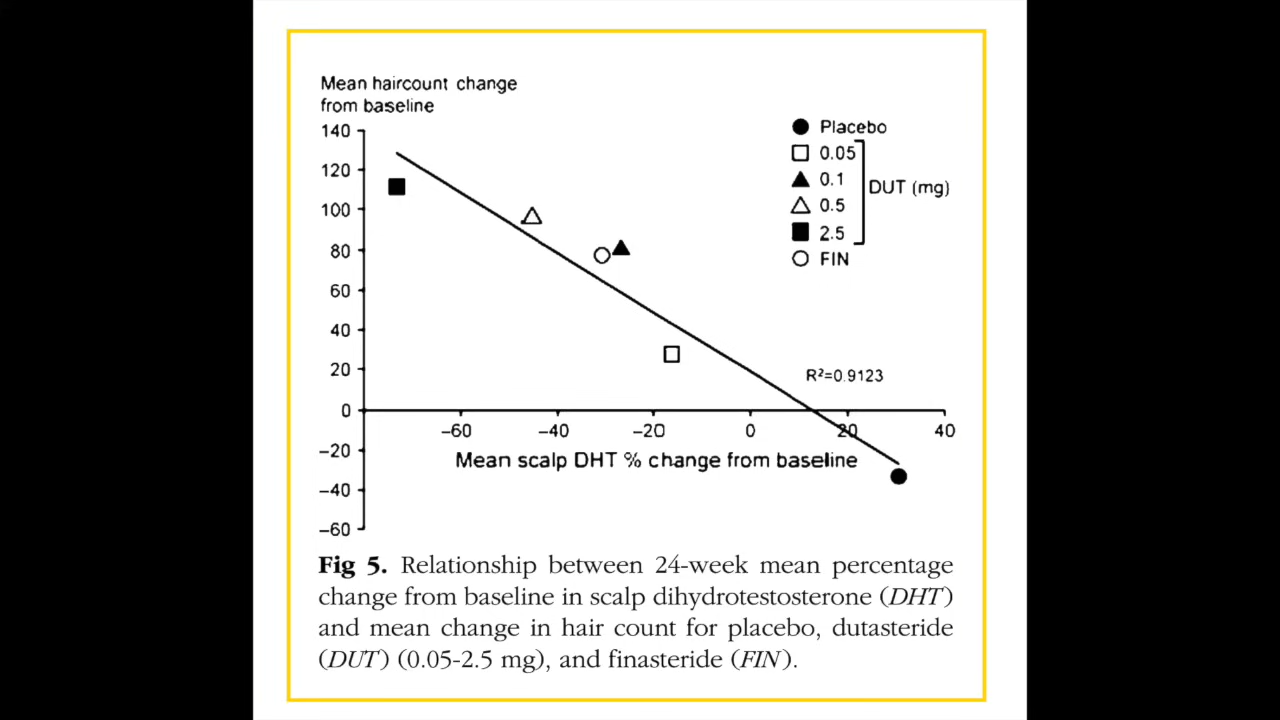 Mean haircount change
from baseline
140
120
100
80
60
40
20
0
−20
−40
−60
Placebo
0.05
0.1
0.5
2.5
DUT (mg)
FIN
R²=0.9123
−60 −40 −20 0 20 40
Mean scalp DHT % change from baseline
Fig 5. Relationship between 24-week mean percentage
change from baseline in scalp dihydrotestosterone (DHT)
and mean change in hair count for placebo, dutasteride
(DUT) (0.05-2.5 mg), and finasteride (FIN).